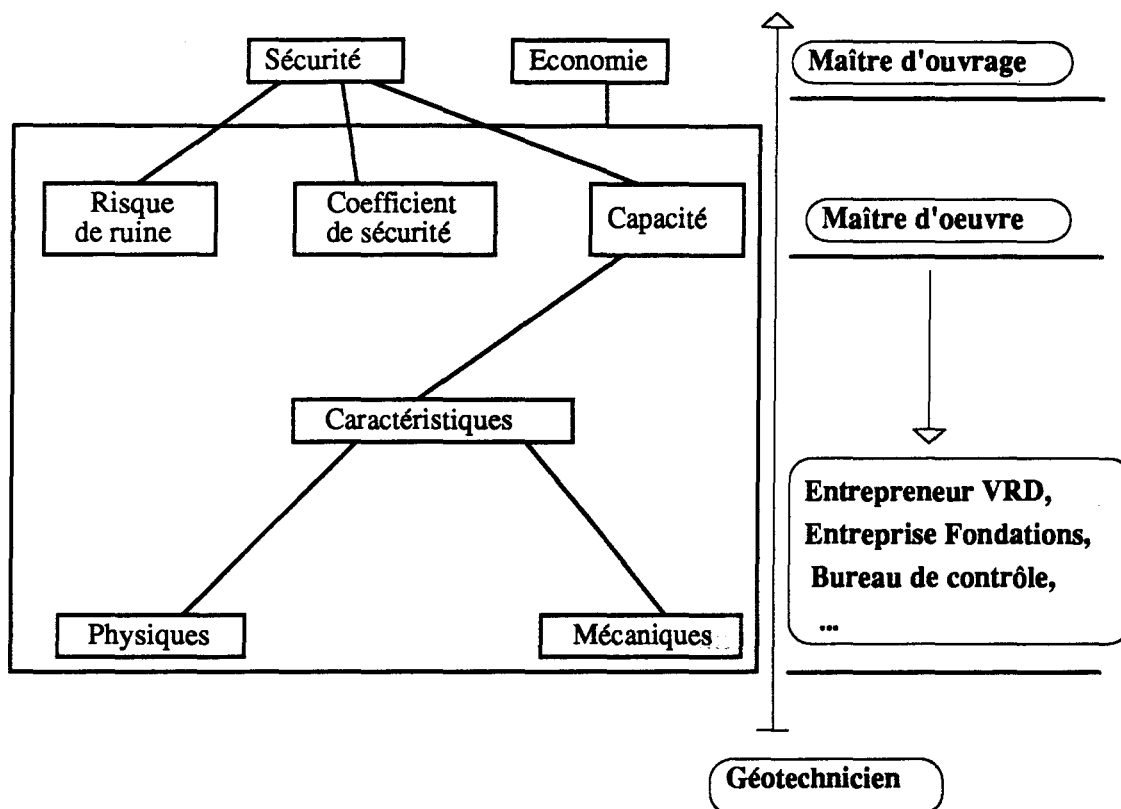 Sécurité
Economie
Maître d'ouvrage
Risque
de ruine
Coefficient
de sécurité
Capacité
Maître d'oeuvre
Caractéristiques
Entrepreneur VRD,
Entreprise Fondations,
Bureau de contrôle,
...
Physiques
Mécaniques
Géotechnicien